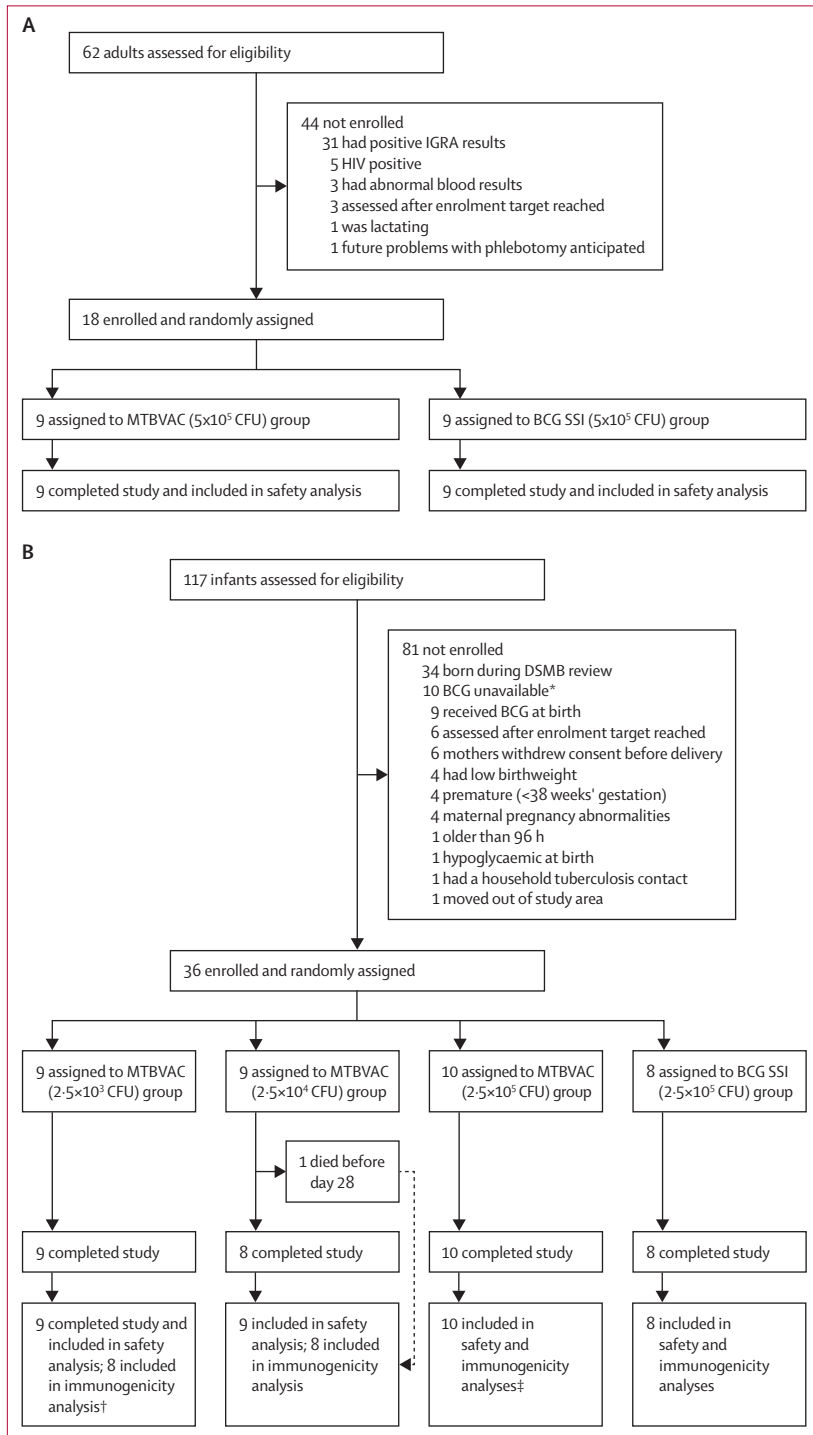 A
62 adults assessed for eligibility
44 not enrolled
31 had positive IGRA results
5 HIV positive
3 had abnormal blood results
3 assessed after enrolment target reached
1 was lactating
1 future problems with phlebotomy anticipated
18 enrolled and randomly assigned
9 assigned to MTBVAC (5x10⁵ CFU) group
9 assigned to BCG SSI (5x10⁵ CFU) group
9 completed study and included in safety analysis
9 completed study and included in safety analysis
B
117 infants assessed for eligibility
81 not enrolled
34 born during DSMB review
10 BCG unavailable*
9 received BCG at birth
6 assessed after enrolment target reached
6 mothers withdrew consent before delivery
4 had low birthweight
4 premature (<38 weeks' gestation)
4 maternal pregnancy abnormalities
1 older than 96 h
1 hypoglycaemic at birth
1 had a household tuberculosis contact
1 moved out of study area
36 enrolled and randomly assigned
9 assigned to MTBVAC
(2·5×10³ CFU) group
9 assigned to MTBVAC
(2·5×10⁴ CFU) group
10 assigned to MTBVAC
(2·5×10⁵ CFU) group
8 assigned to BCG SSI
(2·5×10⁵ CFU) group
1 died before
day 28
9 completed study
8 completed study
10 completed study
8 completed study
9 completed study and
included in safety
analysis; 8 included
in immunogenicity
analysis†
9 included in safety
analysis; 8 included
in immunogenicity
analysis
10 included in
safety and
immunogenicity
analyses‡
8 included in
safety and
immunogenicity
analyses